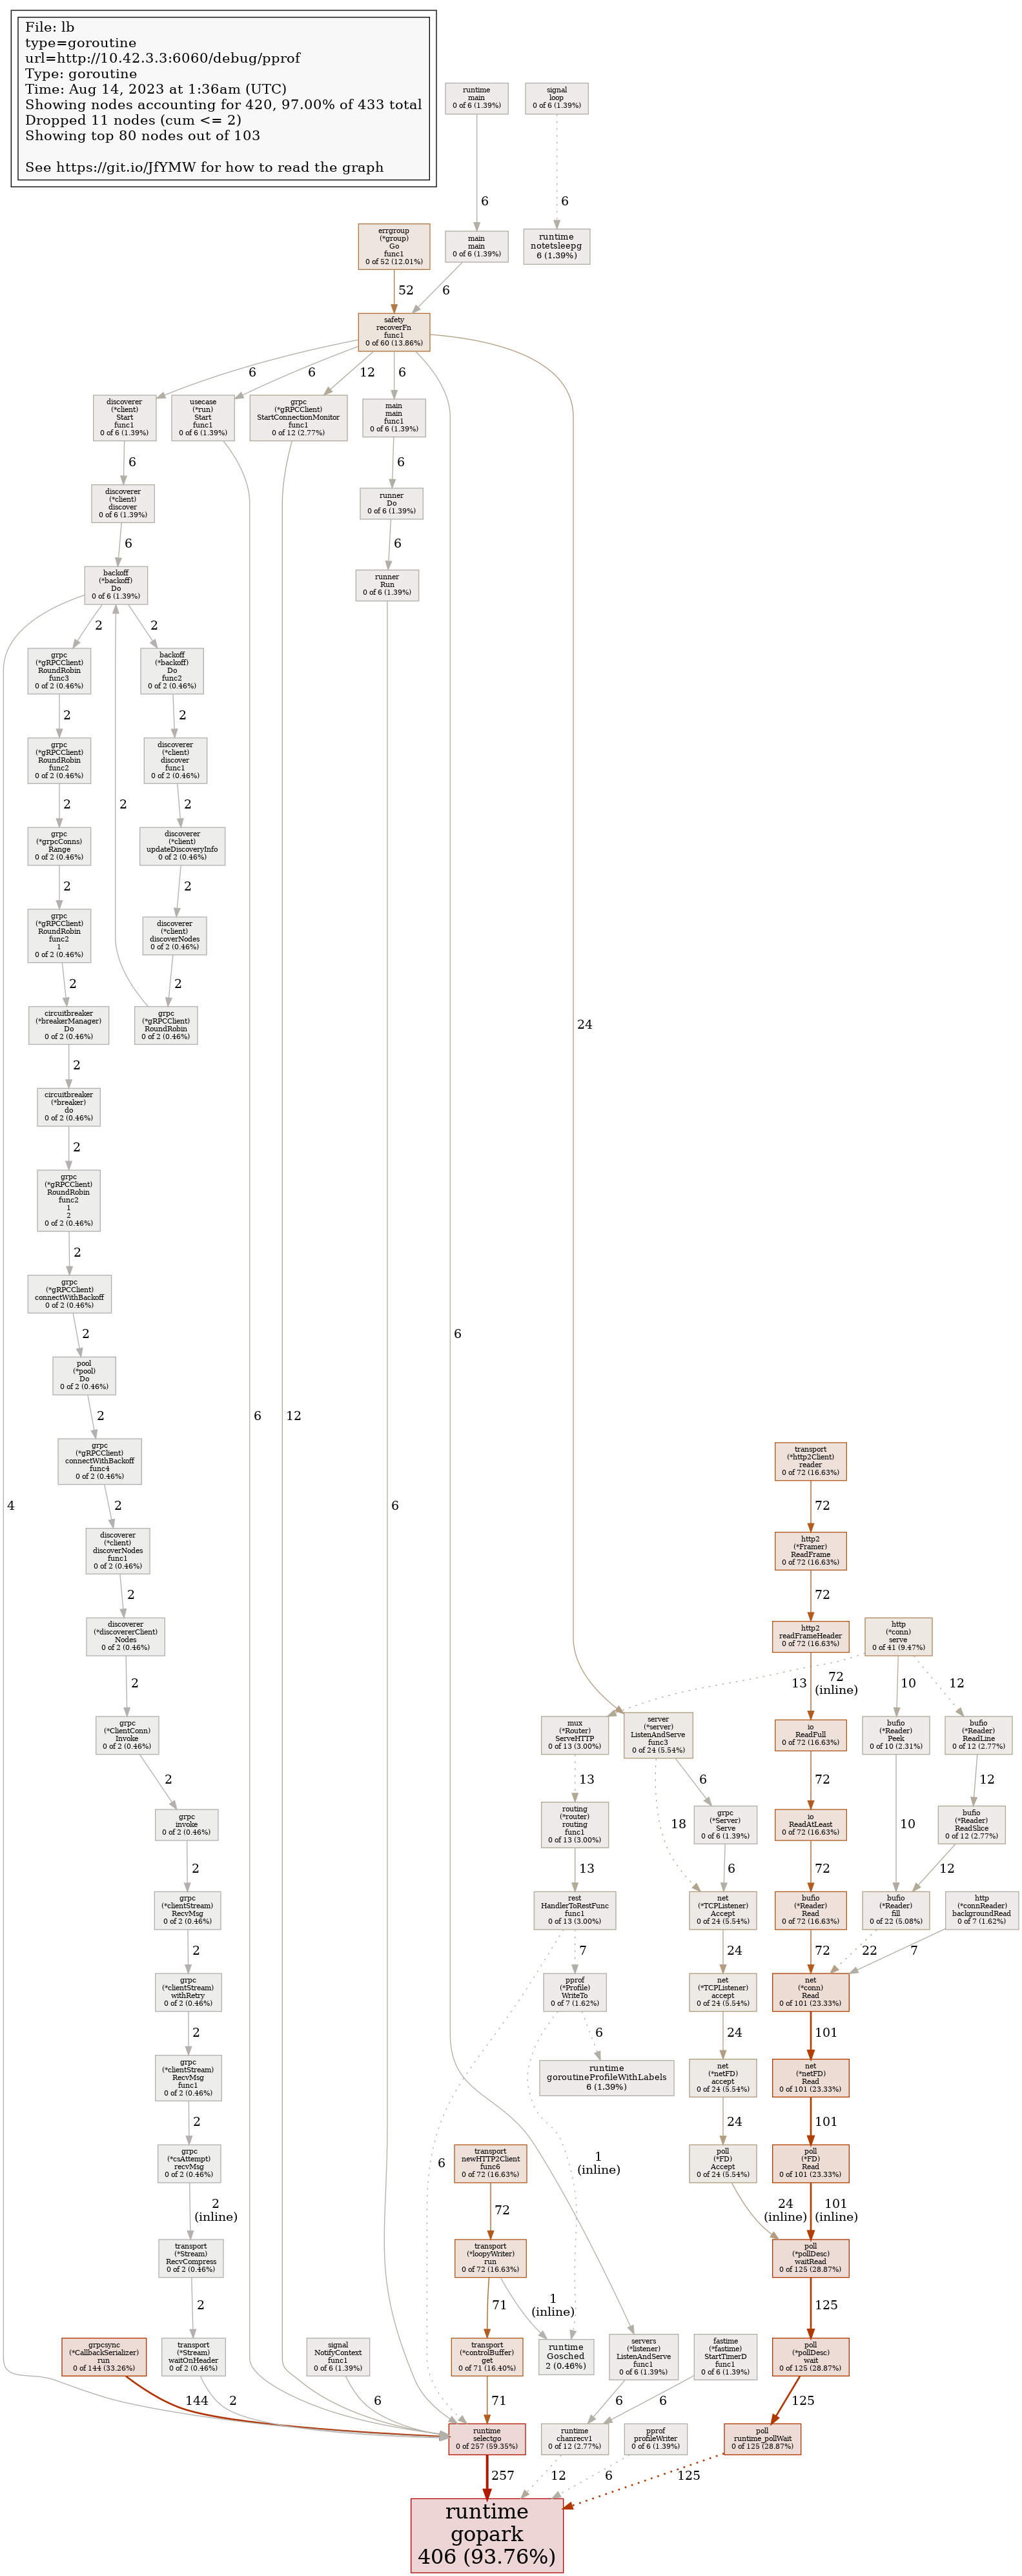 File: lb
type=goroutine
url=http://10.42.3.3:6060/debug/pprof
Type: goroutine
Time: Aug 14, 2023 at 1:36am (UTC)
Showing nodes accounting for 420, 97.00% of 433 total
Dropped 11 nodes (cum <= 2)
Showing top 80 nodes out of 103
See https://git.io/JfYMW for how to read the graph
runtime
main
0 of 6 (1.39%)
signal
loop
0 of 6 (1.39%)
6
6
errgroup
(*group)
Go
func1
0 of 52 (12.01%)
main
main
0 of 6 (1.39%)
runtime
notetsleepg
6 (1.39%)
52
6
safety
recoverFn
func1
0 of 60 (13.86%)
6
6
12
6
discoverer
(*client)
Start
func1
0 of 6 (1.39%)
usecase
(*run)
Start
func1
0 of 6 (1.39%)
grpc
(*gRPCClient)
StartConnectionMonitor
func1
0 of 12 (2.77%)
main
main
func1
0 of 6 (1.39%)
6
6
discoverer
(*client)
discover
0 of 6 (1.39%)
runner
Do
0 of 6 (1.39%)
6
6
backoff
(*backoff)
Do
0 of 6 (1.39%)
runner
Run
0 of 6 (1.39%)
2
2
grpc
(*gRPCClient)
RoundRobin
func3
0 of 2 (0.46%)
backoff
(*backoff)
Do
func2
0 of 2 (0.46%)
2
2
grpc
(*gRPCClient)
RoundRobin
func2
0 of 2 (0.46%)
discoverer
(*client)
discover
func1
0 of 2 (0.46%)
2
2
2
grpc
(*grpcConns)
Range
0 of 2 (0.46%)
discoverer
(*client)
updateDiscoveryInfo
0 of 2 (0.46%)
2
2
grpc
(*gRPCClient)
RoundRobin
func2
1
0 of 2 (0.46%)
discoverer
(*client)
discoverNodes
0 of 2 (0.46%)
2
2
circuitbreaker
(*breakerManager)
Do
0 of 2 (0.46%)
grpc
(*gRPCClient)
RoundRobin
0 of 2 (0.46%)
24
2
circuitbreaker
(*breaker)
do
0 of 2 (0.46%)
2
grpc
(*gRPCClient)
RoundRobin
func2
1
2
0 of 2 (0.46%)
2
grpc
(*gRPCClient)
connectWithBackoff
0 of 2 (0.46%)
2
6
pool
(*pool)
Do
0 of 2 (0.46%)
2
6
12
grpc
(*gRPCClient)
connectWithBackoff
func4
0 of 2 (0.46%)
transport
(*http2Client)
reader
0 of 72 (16.63%)
4
2
6
72
discoverer
(*client)
discoverNodes
func1
0 of 2 (0.46%)
http2
(*Framer)
ReadFrame
0 of 72 (16.63%)
2
72
discoverer
(*discovererClient)
Nodes
0 of 2 (0.46%)
http2
readFrameHeader
0 of 72 (16.63%)
http
(*conn)
serve
0 of 41 (9.47%)
2
13
72
(inline)
10
12
grpc
(*ClientConn)
Invoke
0 of 2 (0.46%)
mux
(*Router)
ServeHTTP
0 of 13 (3.00%)
server
(*server)
ListenAndServe
func3
0 of 24 (5.54%)
io
ReadFull
0 of 72 (16.63%)
bufio
(*Reader)
Peek
0 of 10 (2.31%)
bufio
(*Reader)
ReadLine
0 of 12 (2.77%)
2
13
6
72
12
grpc
invoke
0 of 2 (0.46%)
routing
(*router)
routing
func1
0 of 13 (3.00%)
18
grpc
(*Server)
Serve
0 of 6 (1.39%)
io
ReadAtLeast
0 of 72 (16.63%)
10
bufio
(*Reader)
ReadSlice
0 of 12 (2.77%)
2
13
6
72
12
grpc
(*clientStream)
RecvMsg
0 of 2 (0.46%)
rest
HandlerToRestFunc
func1
0 of 13 (3.00%)
net
(*TCPListener)
Accept
0 of 24 (5.54%)
bufio
(*Reader)
Read
0 of 72 (16.63%)
bufio
(*Reader)
fill
0 of 22 (5.08%)
http
(*connReader)
backgroundRead
0 of 7 (1.62%)
2
7
24
72
22
7
grpc
(*clientStream)
withRetry
0 of 2 (0.46%)
pprof
(*Profile)
WriteTo
0 of 7 (1.62%)
net
(*TCPListener)
accept
0 of 24 (5.54%)
net
(*conn)
Read
0 of 101 (23.33%)
2
6
24
101
grpc
(*clientStream)
RecvMsg
func1
0 of 2 (0.46%)
runtime
goroutineProfileWithLabels
6 (1.39%)
net
(*netFD)
accept
0 of 24 (5.54%)
net
(*netFD)
Read
0 of 101 (23.33%)
2
6
1
(inline)
24
101
grpc
(*csAttempt)
recvMsg
0 of 2 (0.46%)
transport
newHTTP2Client
func6
0 of 72 (16.63%)
poll
(*FD)
Accept
0 of 24 (5.54%)
poll
(*FD)
Read
0 of 101 (23.33%)
2
(inline)
72
24
(inline)
101
(inline)
transport
(*Stream)
RecvCompress
0 of 2 (0.46%)
transport
(*loopyWriter)
run
0 of 72 (16.63%)
poll
(*pollDesc)
waitRead
0 of 125 (28.87%)
2
71
1
(inline)
125
grpcsync
(*CallbackSerializer)
run
0 of 144 (33.26%)
transport
(*Stream)
waitOnHeader
0 of 2 (0.46%)
signal
NotifyContext
func1
0 of 6 (1.39%)
transport
(*controlBuffer)
get
0 of 71 (16.40%)
runtime
Gosched
2 (0.46%)
servers
(*listener)
ListenAndServe
func1
0 of 6 (1.39%)
fastime
(*fastime)
StartTimerD
func1
0 of 6 (1.39%)
poll
(*pollDesc)
wait
0 of 125 (28.87%)
144
2
6
71
6
6
125
runtime
selectgo
0 of 257 (59.35%)
runtime
chanrecv1
0 of 12 (2.77%)
pprof
profileWriter
0 of 6 (1.39%)
poll
runtime_pollWait
0 of 125 (28.87%)
257
12
6
125
runtime
gopark
406 (93.76%)